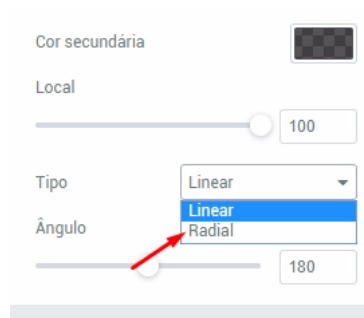 Cor secundária
Local
100
Tipo
Linear
Linear
Ângulo
Radial
180